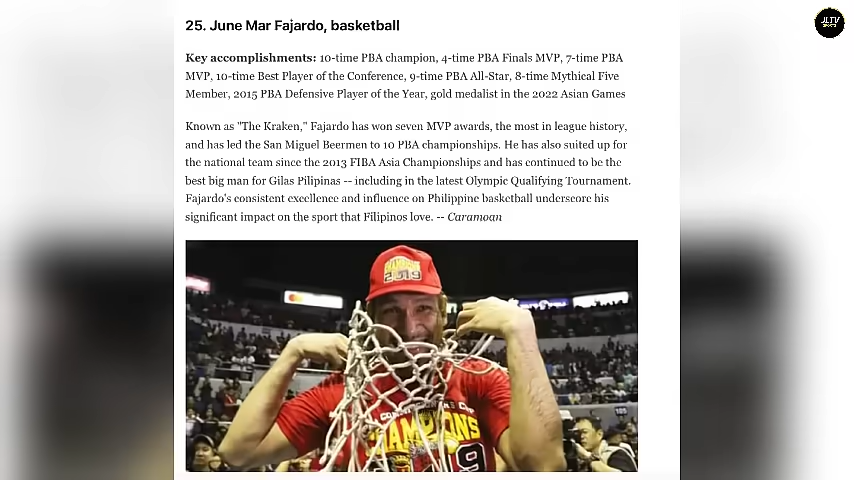 JLTV
SPORTS
25. June Mar Fajardo, basketball
Key accomplishments: 10-time PBA champion, 4-time PBA Finals MVP, 7-time PBA
MVP, 10-time Best Player of the Conference, 9-time PBA All-Star, 8-time Mythical Five
Member, 2015 PBA Defensive Player of the Year, gold medalist in the 2022 Asian Games
Known as "The Kraken," Fajardo has won seven MVP awards, the most in league history,
and has led the San Miguel Beermen to 10 PBA championships. He has also suited up for
the national team since the 2013 FIBA Asia Championships and has continued to be the
best big man for Gilas Pilipinas -- including in the latest Olympic Qualifying Tournament.
Fajardo's consistent excellence and influence on Philippine basketball underscore his
significant impact on the sport that Filipinos love. -- Caramoan
CHAMPIONS
2019
CHAMPIONS
19